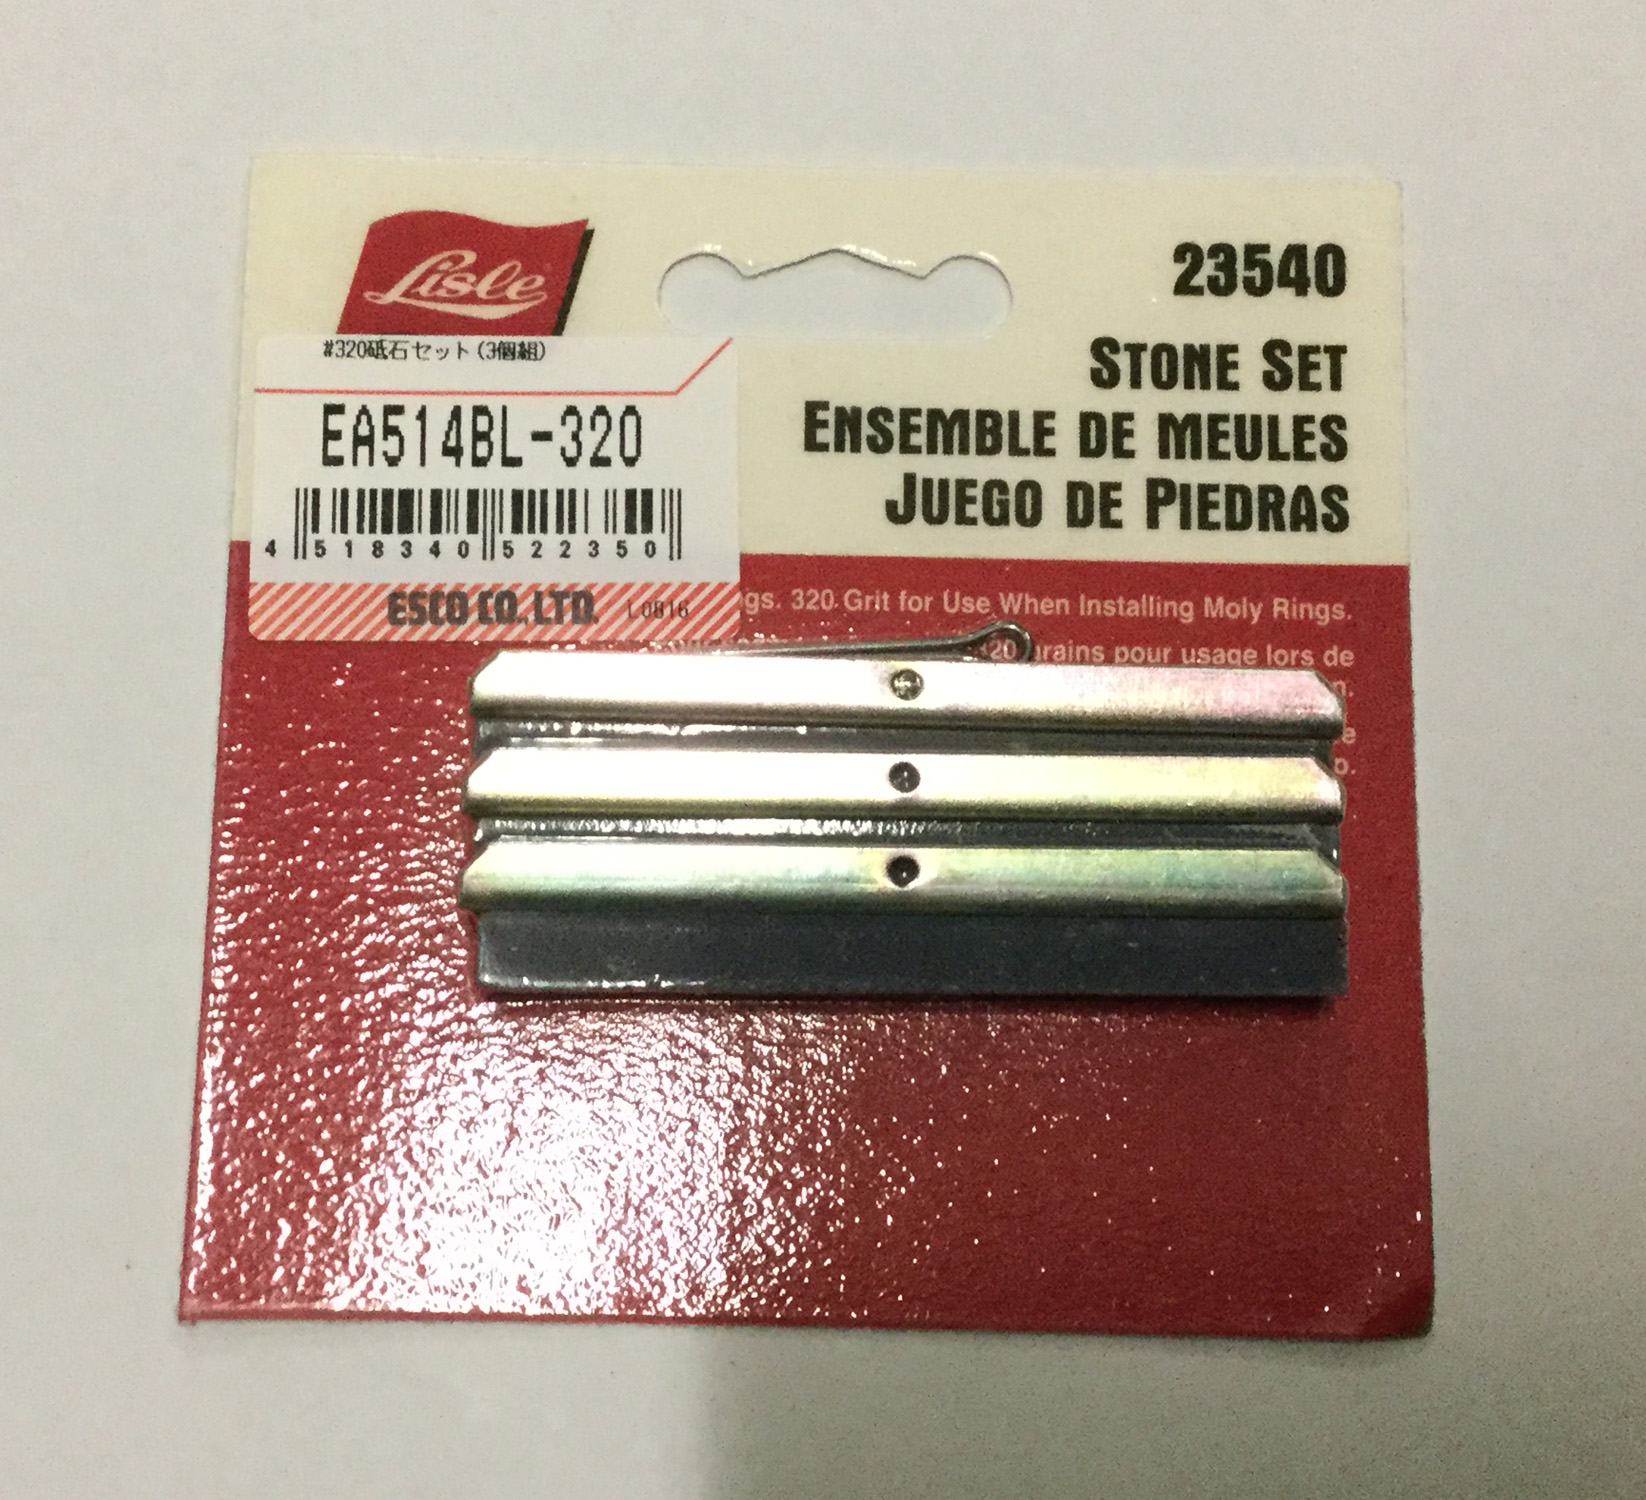 Lisle
23540
STONE SET
ENSEMBLE DE MEULES
JUEGO DE PIEDRAS
#320砥石セット(3個組)
EA514BL-320
4 518340 522350
ESCO CO., LTD. L0816
gs. 320 Grit for Use When Installing Moly Rings.
320 grains pour usage lors de